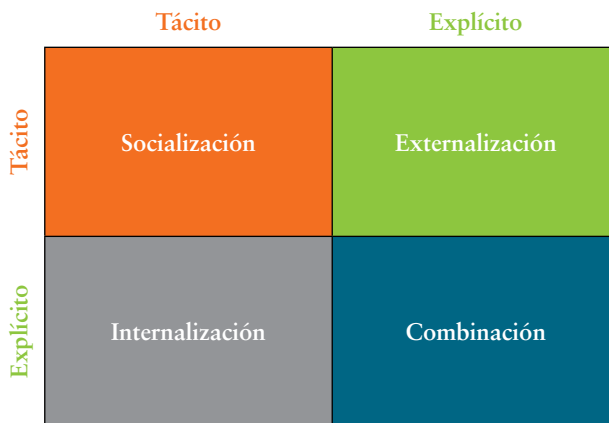 Tácito Explícito
Tácito
Socialización Externalización
Explícito
Internalización Combinación